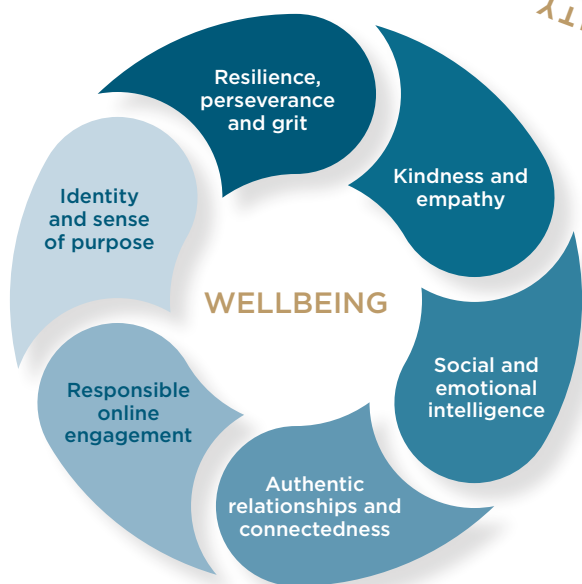 TY
Resilience,
perseverance
and grit
Kindness and
empathy
Identity
and sense
of purpose
WELLBEING
Social and
emotional
intelligence
Responsible
online
engagement
Authentic
relationships and
connectedness